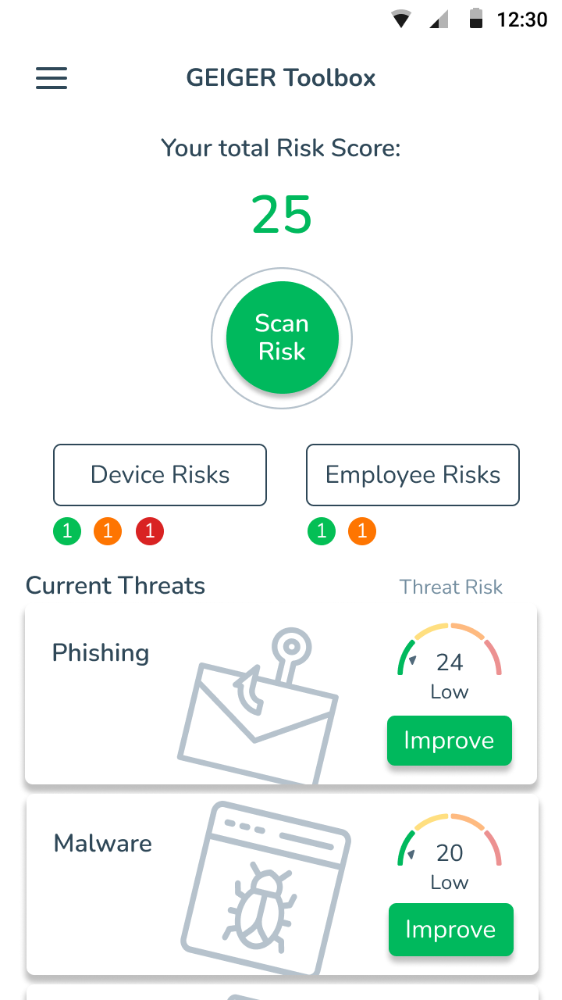 12:30
GEIGER Toolbox
Your total Risk Score:
25
Scan
Risk
Device Risks
Employee Risks
1 1 1
1 1
Current Threats
Threat Risk
Phishing
24
Low
Improve
Malware
20
Low
Improve